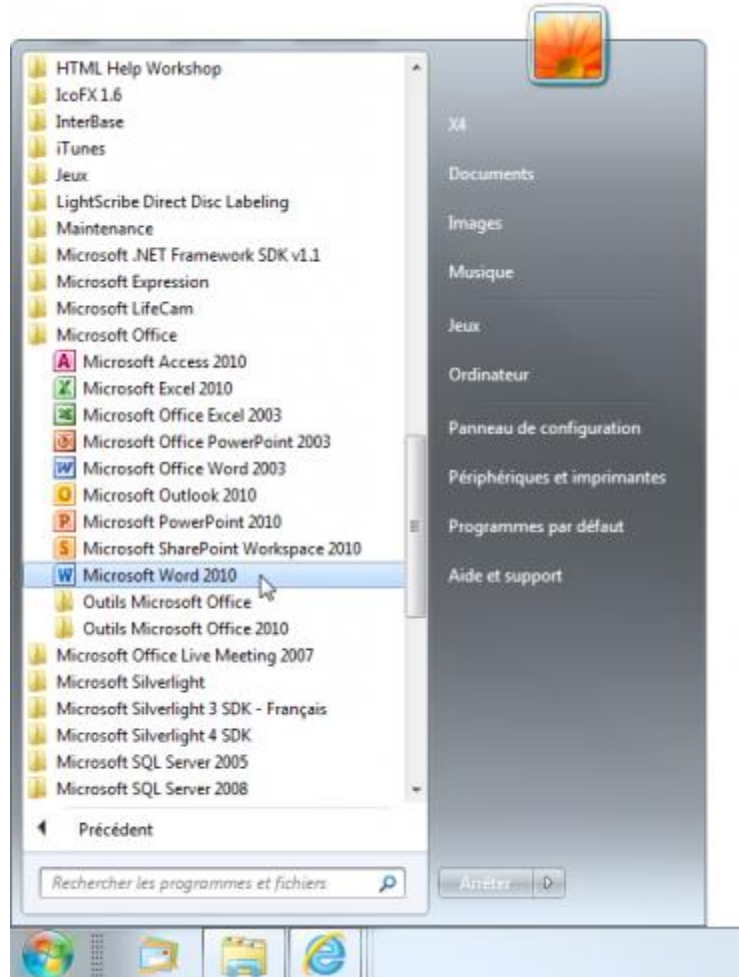 HTML Help Workshop
IcoFX 1.6
InterBase
iTunes
Jeux
LightScribe Direct Disc Labeling
Maintenance
Microsoft .NET Framework SDK v1.1
Microsoft Expression
Microsoft LifeCam
Microsoft Office
Microsoft Access 2010
Microsoft Excel 2010
Microsoft Office Excel 2003
Microsoft Office PowerPoint 2003
Microsoft Office Word 2003
Microsoft Outlook 2010
Microsoft PowerPoint 2010
Microsoft SharePoint Workspace 2010
Microsoft Word 2010
Outils Microsoft Office
Outils Microsoft Office 2010
Microsoft Office Live Meeting 2007
Microsoft Silverlight
Microsoft Silverlight 3 SDK - Français
Microsoft Silverlight 4 SDK
Microsoft SQL Server 2005
Microsoft SQL Server 2008
Précédent
Rechercher les programmes et fichiers
X4
Documents
Images
Musique
Jeux
Ordinateur
Panneau de configuration
Périphériques et imprimantes
Programmes par défaut
Aide et support
Arrêter